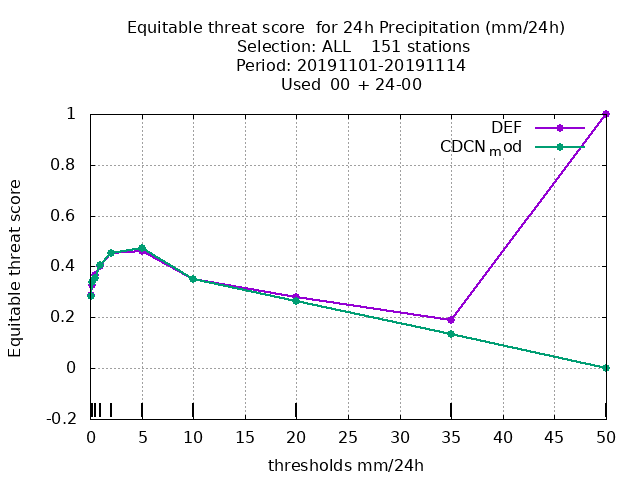 Equitable threat score  for 24h Precipitation (mm/24h)
Selection: ALL    151 stations
Period: 20191101-20191114
Used  00 + 24-00
DEF
CDCNmod
Equitable threat score
1
0.8
0.6
0.4
0.2
0
-0.2
0 5 10 15 20 25 30 35 40 45 50
thresholds mm/24h